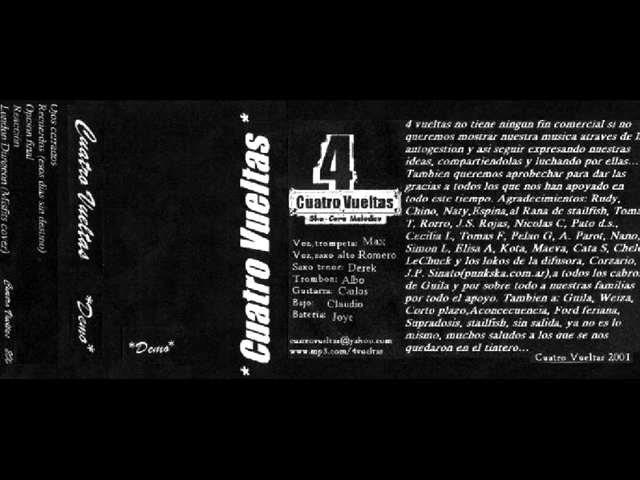 Ojos cerrados
Recuerdos (esos dias sin destino)
Opcion final
Reaccion
London Dungeon (Misfits cover)
Cuatro Vueltas
Cuatro Vueltas *Demo*
*Demo*
* Cuatro Vueltas *
4
Cuatro Vueltas
Ska-Core Melodico
Voz, trompeta: Max
Voz, saxo alto Romero
Saxo tenor: Derek
Trombon: Albo
Guitarra: Carlos
Bajo: Claudio
Bateria: Joye
cuatrovueltas@yahoo.com
www.mp3.com/4vueltas
4 vueltas no tiene ningun fin comercial si no
queremos mostrar nuestra musica atraves de l
autogestion y asi seguir expresando nuestras
ideas, compartiendolas y luchando por ellas...
Tambien queremos aprobechar para dar las
gracias a todos los que nos han apoyado en
todo este tiempo. Agradecimientos: Rudy,
Chino, Naty,Espina,al Rana de stailfish, Toma
T, Rorro, J.S. Rojas, Nicolas C, Pato d.s.,
Cecilia L, Tomas F, Pelao G, A. Parot, Nano,
Simon L, Elisa A, Kota, Maeva, Cata S, Chelo
LeChuck y los lokos de la difusora, Corzario,
J.P. Sinato(punkska.com.ar),a todos los cabros
de Guila y por sobre todo a nuestras familias
por todo el apoyo. Tambien a: Guila, Weiza,
Corto plazo,Aconcecuencia, Ford feriana,
Supradosis, stailfish, sin salida, ya no es lo
mismo, muchos saludos a los que se nos
quedaron en el tintero...
Cuatro Vueltas 2001